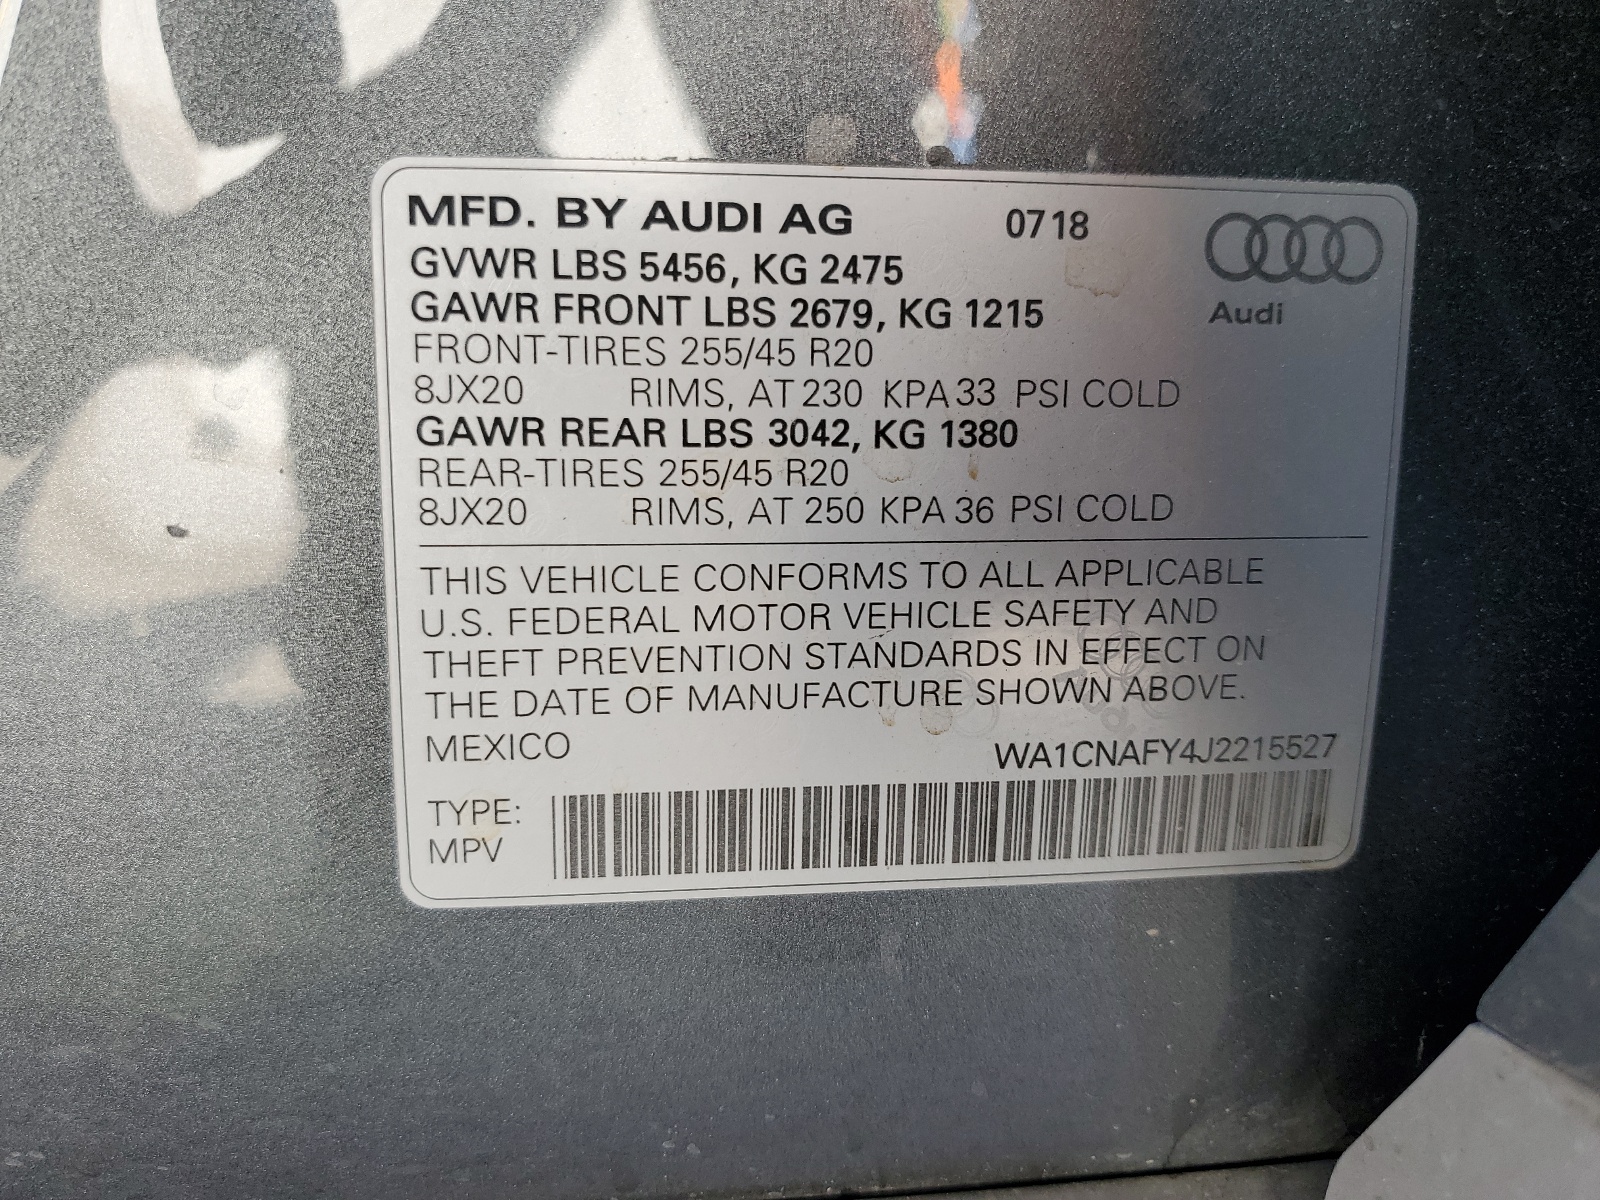 MFD. BY AUDI AG 0718
GVWR LBS 5456, KG 2475
GAWR FRONT LBS 2679, KG 1215
Audi
FRONT-TIRES 255/45 R20
8JX20 RIMS, AT 230 KPA 33 PSI COLD
GAWR REAR LBS 3042, KG 1380
REAR-TIRES 255/45 R20
8JX20 RIMS, AT 250 KPA 36 PSI COLD
THIS VEHICLE CONFORMS TO ALL APPLICABLE
U.S. FEDERAL MOTOR VEHICLE SAFETY AND
THEFT PREVENTION STANDARDS IN EFFECT ON
THE DATE OF MANUFACTURE SHOWN ABOVE.
MEXICO WA1CNAFY4J2215527
TYPE:
MPV